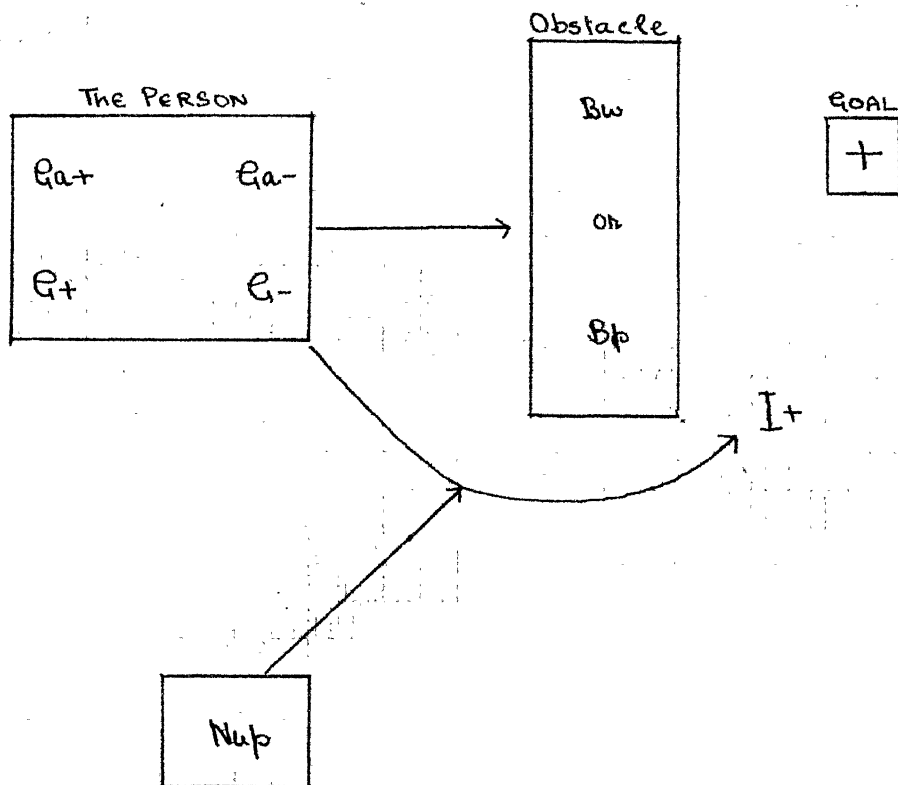 Obstacle
THE PERSON
GOAL
Bw
+
Ga+ Ga-
or
G+ G-
Bp
I+
Nup